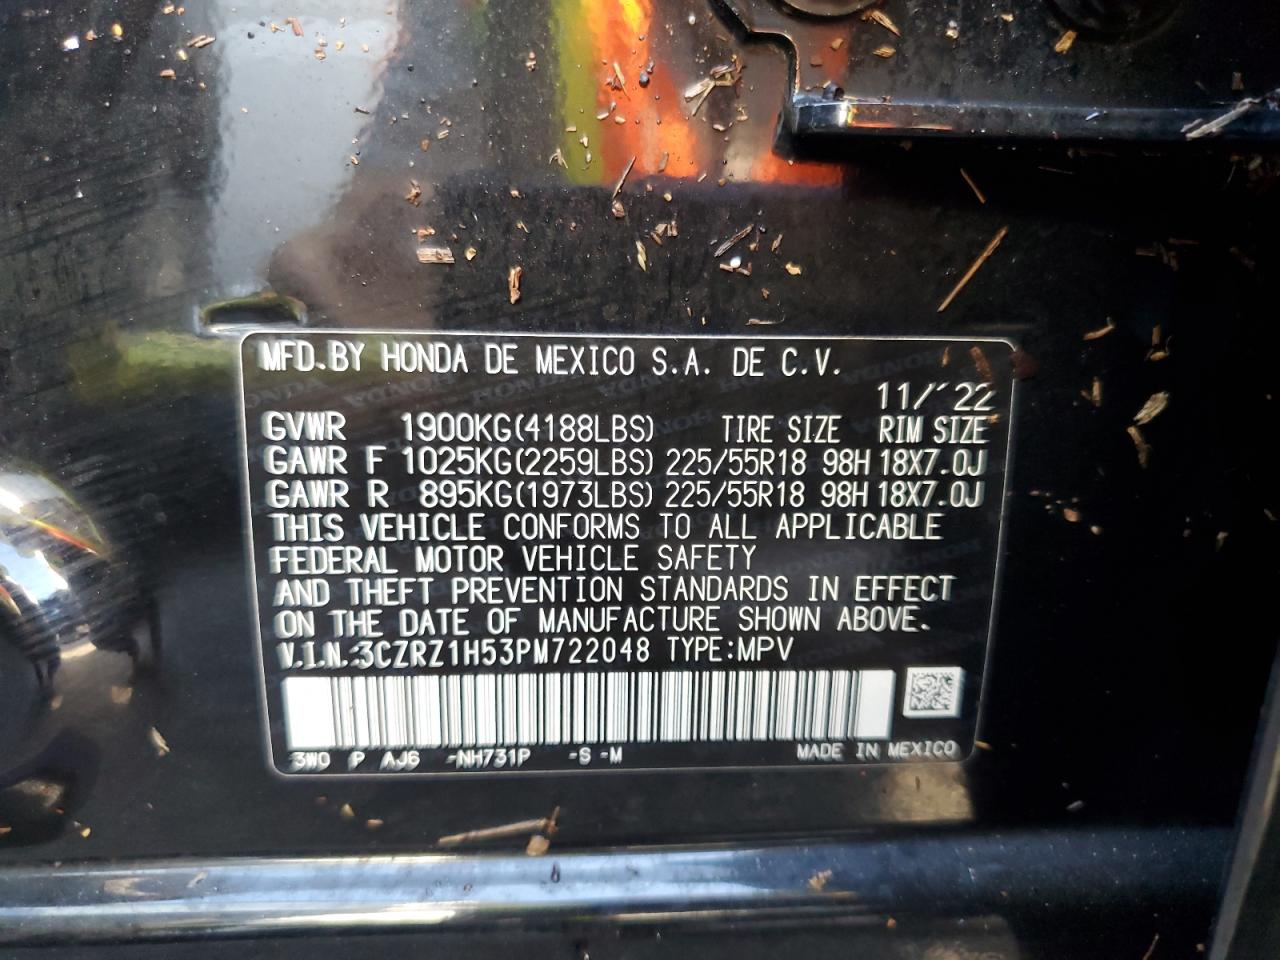 MFD. BY HONDA DE MEXICO S.A. DE C.V.
11/'22
GVWR 1900KG(4188LBS) TIRE SIZE RIM SIZE
GAWR F 1025KG(2259LBS) 225/55R18 98H 18X7.0J
GAWR R 895KG(1973LBS) 225/55R18 98H 18X7.0J
THIS VEHICLE CONFORMS TO ALL APPLICABLE
FEDERAL MOTOR VEHICLE SAFETY
AND THEFT PREVENTION STANDARDS IN EFFECT
ON THE DATE OF MANUFACTURE SHOWN ABOVE.
V.I.N.:3CZRZ1H53PM722048 TYPE:MPV
3W0 P AJ6 -NH731P -S -M MADE IN MEXICO